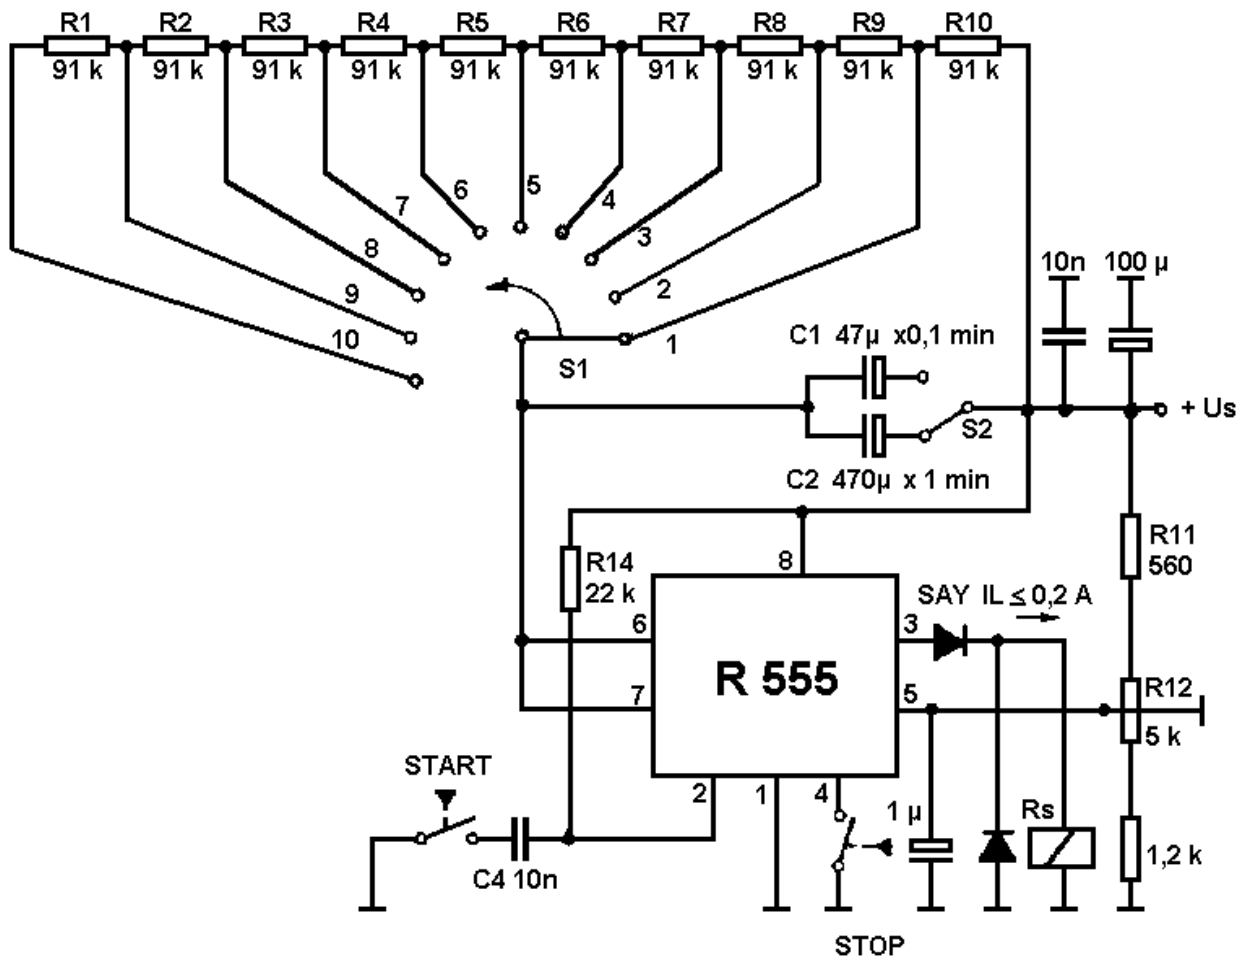 R1 R2 R3 R4 R5 R6 R7 R8 R9 R10
91 k 91 k 91 k 91 k 91 k 91 k 91 k 91 k 91 k 91 k
6 5 4
7 3
8 2
9
10 1
S1
10n 100 µ
C1 47µ x0,1 min
S2
+ Us
C2 470µ x 1 min
R14
22 k
8
R11
560
SAY IL ≤ 0,2 A
6 3
R 555
7 5
R12
5 k
START
2 1 4
1 µ
Rs
C4 10n
1,2 k
STOP